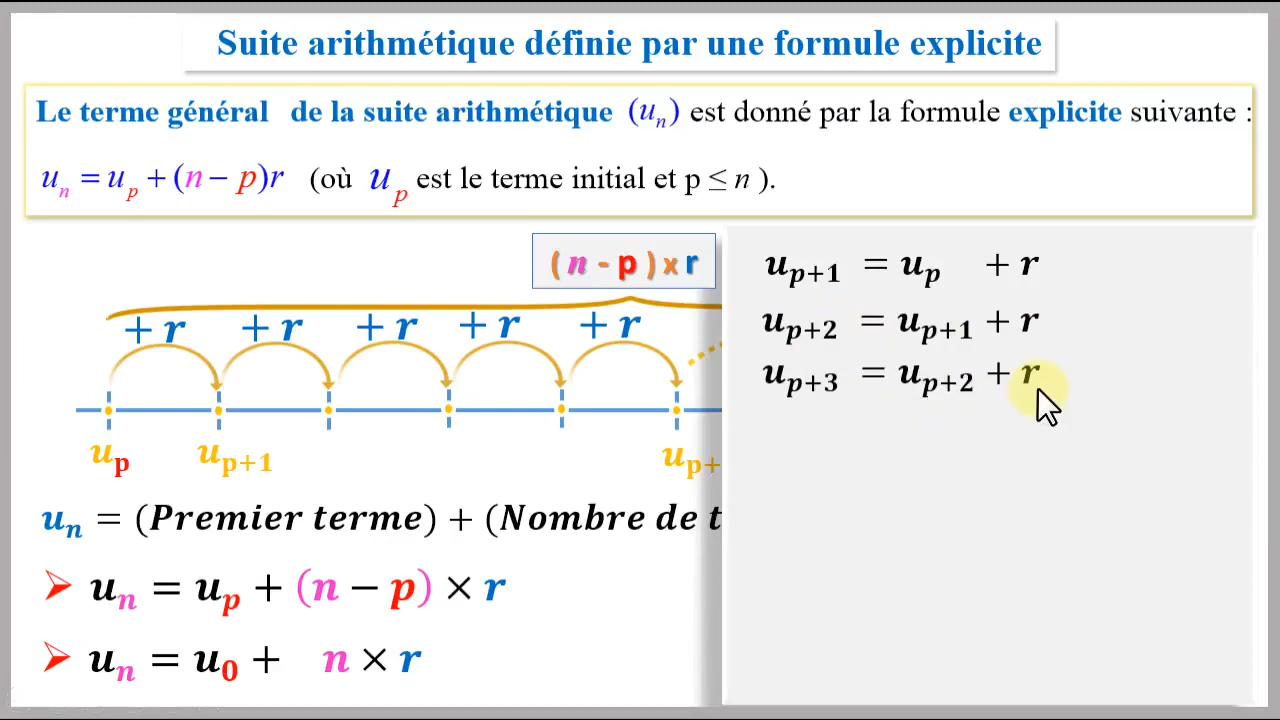 Suite arithmétique définie par une formule explicite
Le terme général de la suite arithmétique (uₙ) est donné par la formule explicite suivante :
uₙ = uₚ + (n − p)r (où uₚ est le terme initial et p ≤ n ).
( n - p ) x r
+ r + r + r + r + r
uₚ uₚ₊₁ uₚ₊
uₙ = (Premier terme) + (Nombre de t
➢ uₙ = uₚ + (n − p) × r
➢ uₙ = u₀ + n × r
uₚ₊₁ = uₚ + r
uₚ₊₂ = uₚ₊₁ + r
uₚ₊₃ = uₚ₊₂ + r